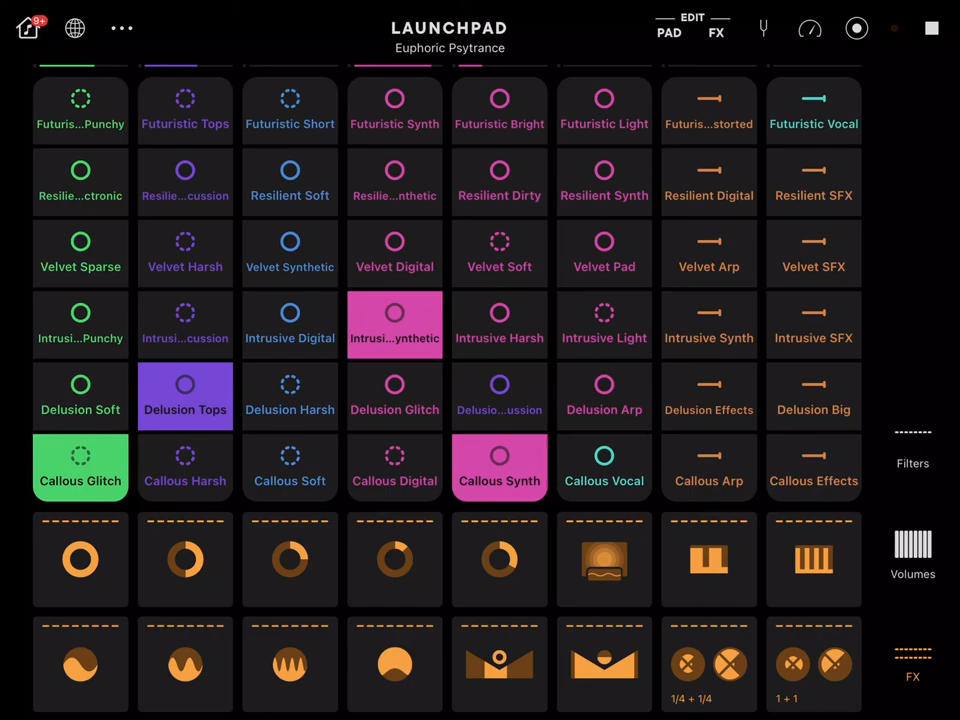 9+
LAUNCHPAD
Euphoric Psytrance
EDIT
PAD FX
Futuris...Punchy Futuristic Tops Futuristic Short Futuristic Synth Futuristic Bright Futuristic Light Futuris...storted Futuristic Vocal
Resilie...ctronic Resilie...cussion Resilient Soft Resilie...nthetic Resilient Dirty Resilient Synth Resilient Digital Resilient SFX
Velvet Sparse Velvet Harsh Velvet Synthetic Velvet Digital Velvet Soft Velvet Pad Velvet Arp Velvet SFX
Intrusi...Punchy Intrusi...cussion Intrusive Digital Intrusi...ynthetic Intrusive Harsh Intrusive Light Intrusive Synth Intrusive SFX
Delusion Soft Delusion Tops Delusion Harsh Delusion Glitch Delusio...ussion Delusion Arp Delusion Effects Delusion Big
Callous Glitch Callous Harsh Callous Soft Callous Digital Callous Synth Callous Vocal Callous Arp Callous Effects
Filters
Volumes
FX
1/4 + 1/4 1 + 1